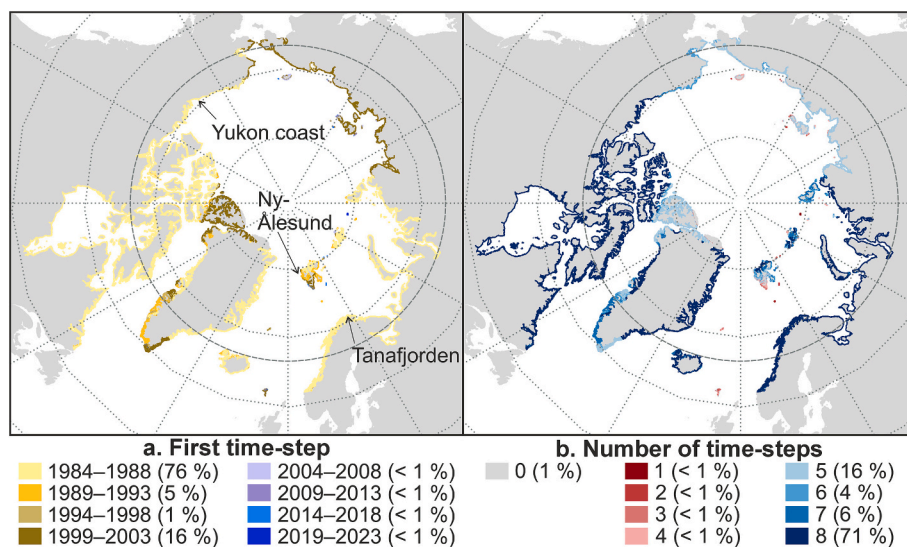 Yukon coast
Ny-
Ålesund
Tanafjorden
a. First time-step
1984–1988 (76 %)
1989–1993 (5 %)
1994–1998 (1 %)
1999–2003 (16 %)
2004–2008 (< 1 %)
2009–2013 (< 1 %)
2014–2018 (< 1 %)
2019–2023 (< 1 %)
b. Number of time-steps
0 (1 %)
1 (< 1 %)
2 (< 1 %)
3 (< 1 %)
4 (< 1 %)
5 (16 %)
6 (4 %)
7 (6 %)
8 (71 %)